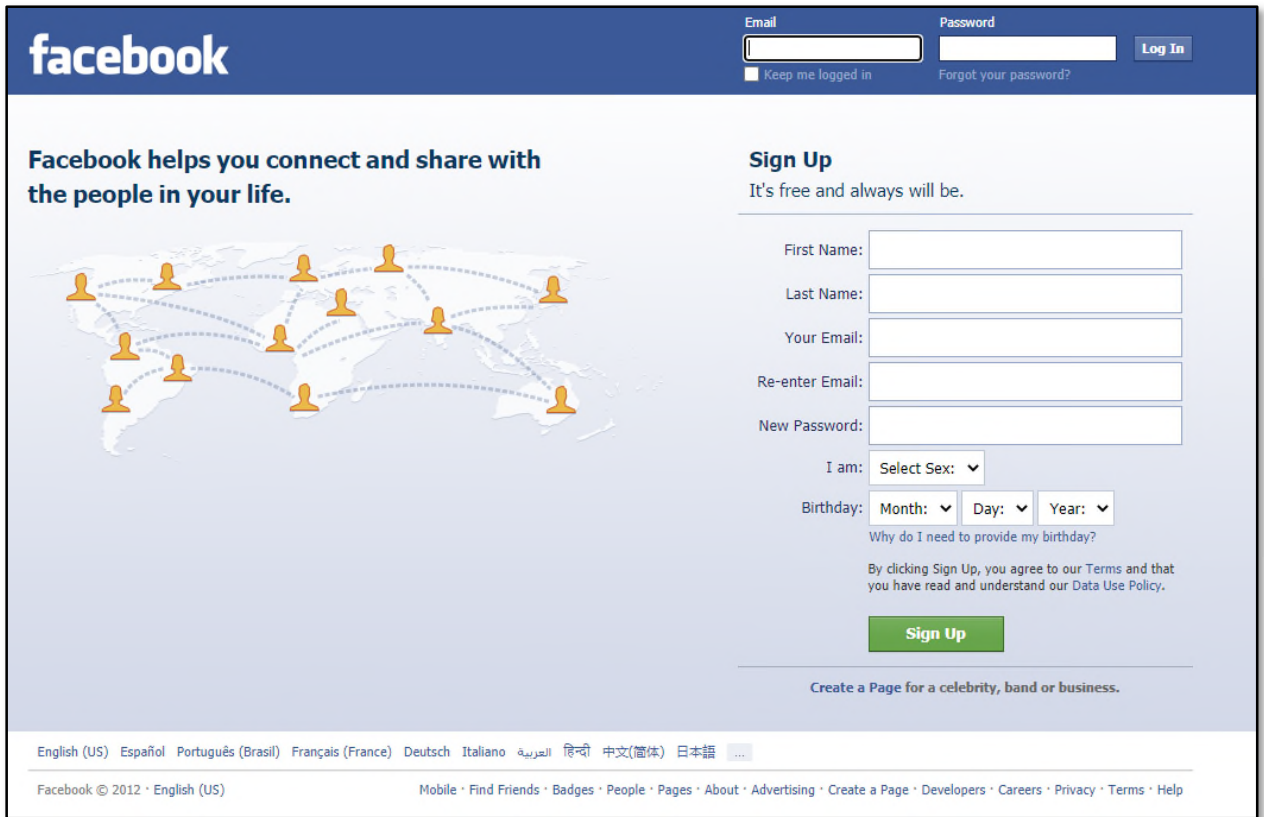 facebook
Email
Password
Log In
Keep me logged in
Forgot your password?
Facebook helps you connect and share with
the people in your life.
Sign Up
It's free and always will be.
First Name:
Last Name:
Your Email:
Re-enter Email:
New Password:
I am: Select Sex:
Birthday: Month: Day: Year:
Why do I need to provide my birthday?
By clicking Sign Up, you agree to our Terms and that
you have read and understand our Data Use Policy.
Sign Up
Create a Page for a celebrity, band or business.
English (US) Español Português (Brasil) Français (France) Deutsch Italiano العربية हिन्दी 中文(简体) 日本語 ...
Facebook © 2012 · English (US)
Mobile · Find Friends · Badges · People · Pages · About · Advertising · Create a Page · Developers · Careers · Privacy · Terms · Help